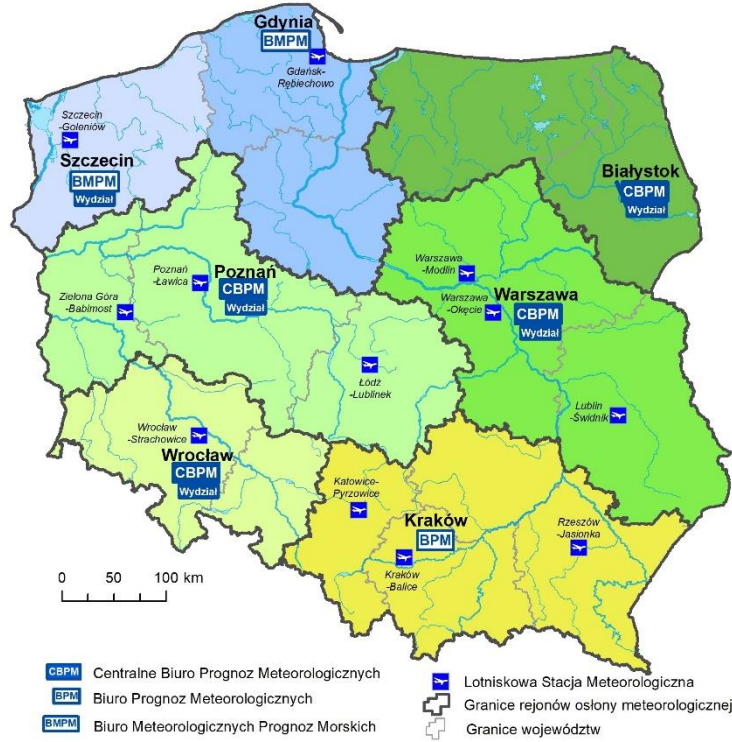 Gdynia
BMPM
Gdańsk-
Rębiechowo
Szczecin
-Goleniów
Szczecin
BMPM
Wydział
Białystok
CBPM
Wydział
Poznań
-Ławica
Poznań
CBPM
Wydział
Zielona Góra
-Babimost
Warszawa
-Modlin
Warszawa
-Okęcie
Warszawa
CBPM
Wydział
Łódź
-Lublinek
Lublin
-Świdnik
Wrocław
-Strachowice
Wrocław
CBPM
Wydział
Katowice-
Pyrzowice
Kraków
BPM
Kraków
-Balice
Rzeszów
-Jasionka
0 50 100 km
CBPM Centralne Biuro Prognoz Meteorologicznych
BPM Biuro Prognoz Meteorologicznych
BMPM Biuro Meteorologicznych Prognoz Morskich
Lotniskowa Stacja Meteorologiczna
Granice rejonów osłony meteorologicznej
Granice województw